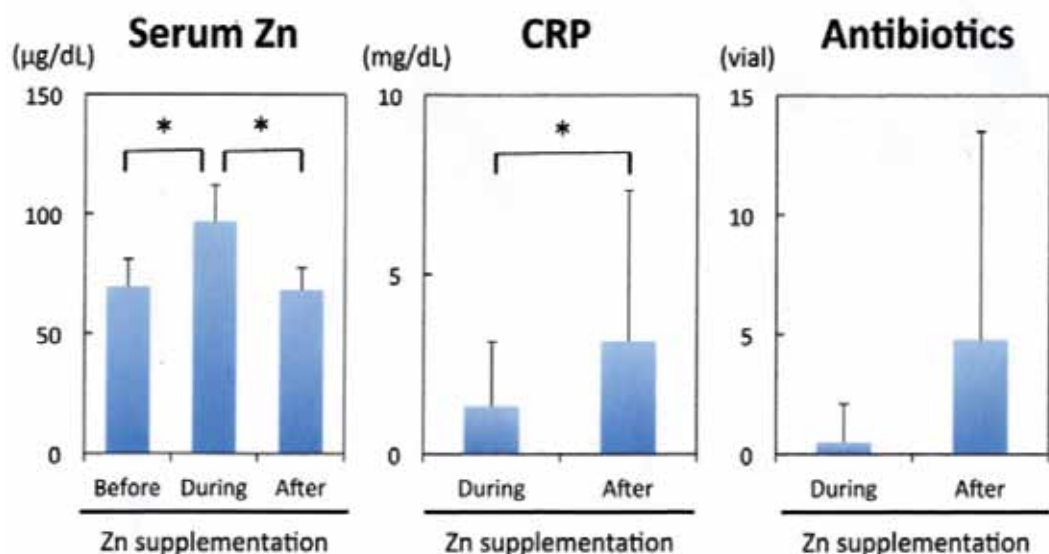 Serum Zn
(μg/dL)
150
100
50
0
*
*
Before During After
Zn supplementation
CRP
(mg/dL)
10
5
0
*
During After
Zn supplementation
Antibiotics
(vial)
15
10
5
0
During After
Zn supplementation